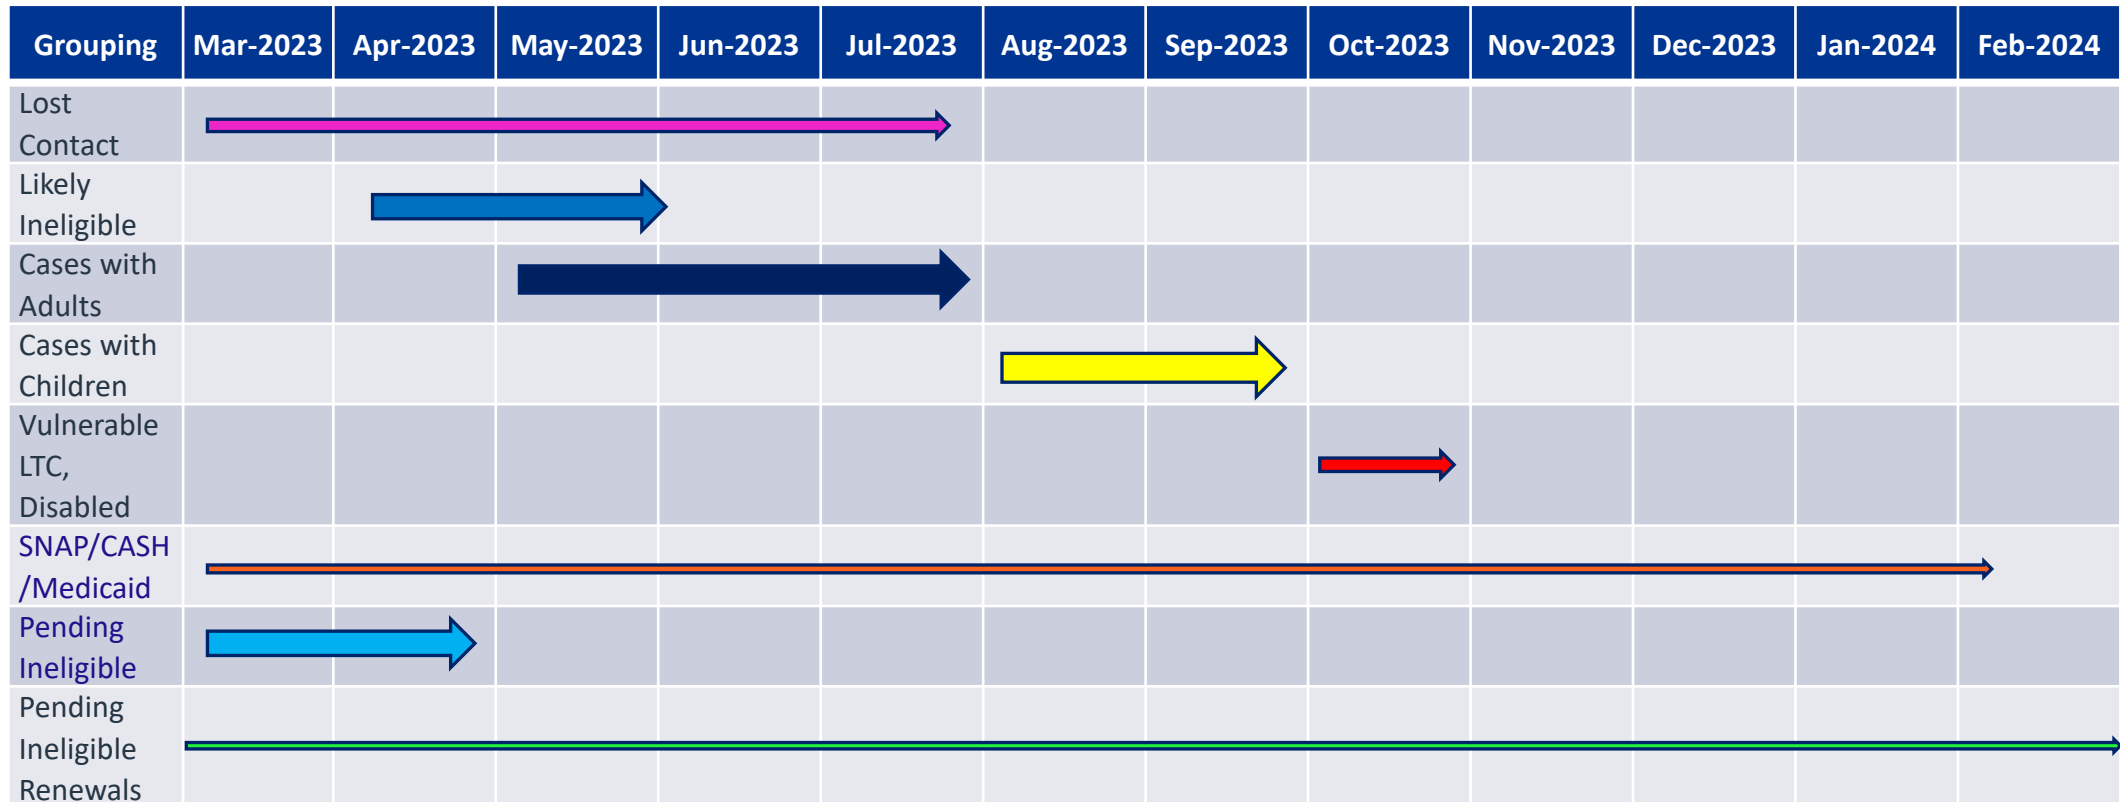 Grouping Mar-2023 Apr-2023 May-2023 Jun-2023 Jul-2023 Aug-2023 Sep-2023 Oct-2023 Nov-2023 Dec-2023 Jan-2024 Feb-2024
Lost
Contact
Likely
Ineligible
Cases with
Adults
Cases with
Children
Vulnerable
LTC,
Disabled
SNAP/CASH
/Medicaid
Pending
Ineligible
Pending
Ineligible
Renewals